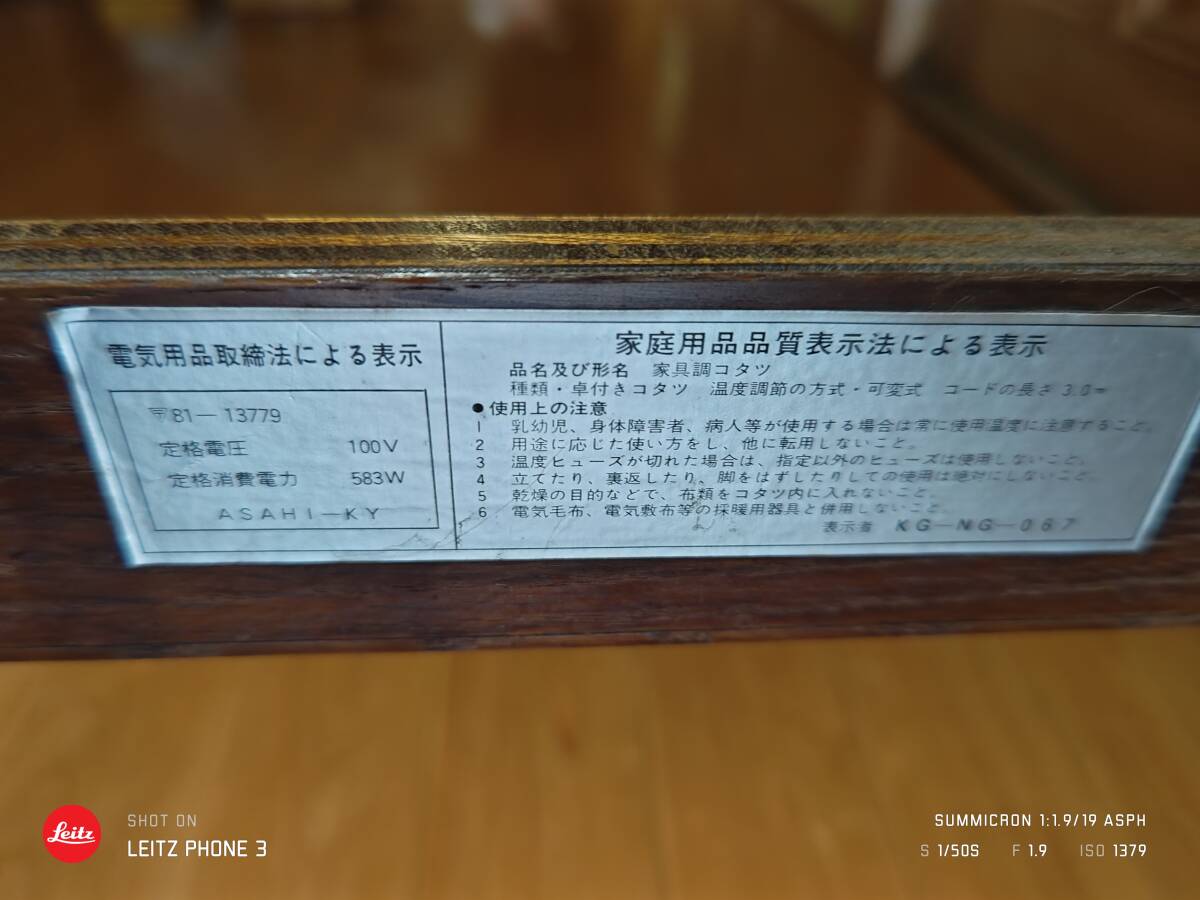 電気用品取締法による表示
〒81-13779
定格電圧 100V
定格消費電力 583W
ASAHI-KY
家庭用品品質表示法による表示
品名及び形名 家具調コタツ
種類・卓付きコタツ 温度調節の方式・可変式 コードの長さ 3.0m
●使用上の注意
1 乳幼児、身体障害者、病人等が使用する場合は常に使用温度に注意すること。
2 用途に応じた使い方をし、他に転用しないこと。
3 温度ヒューズが切れた場合は、指定以外のヒューズは使用しないこと。
4 立てたり、裏返したり、脚をはずしたりしての使用は絶対にしないこと。
5 乾燥の目的などで、布類をコタツ内に入れないこと。
6 電気毛布、電気敷布等の採暖用器具と併用しないこと。
表示者 KG-NG-067
Leitz
SHOT ON
LEITZ PHONE 3
SUMMICRON 1:1.9/19 ASPH
S 1/50S F 1.9 ISO 1379